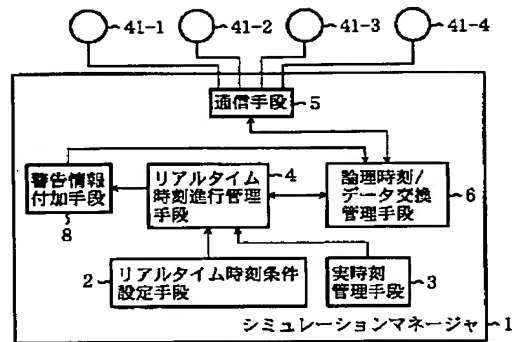 41-1 41-2 41-3 41-4
通信手段 5
警告情報
付加手段
8
リアルタイム
時刻進行管理
手段
4
論理時刻/
データ交換
管理手段
6
2 リアルタイム時刻条件
設定手段
実時刻
管理手段
3
シミュレーションマネージャ 1